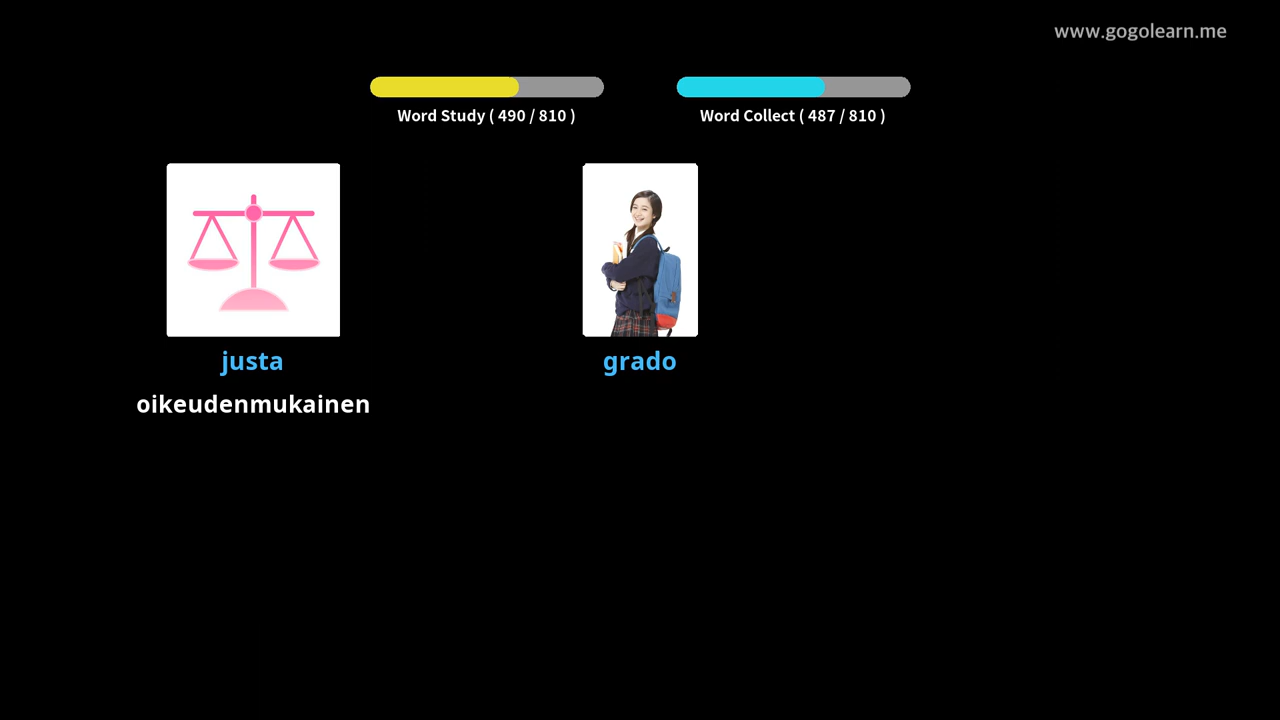 www.gogolearn.me
Word Study ( 490 / 810 )
Word Collect ( 487 / 810 )
justa
grado
oikeudenmukainen